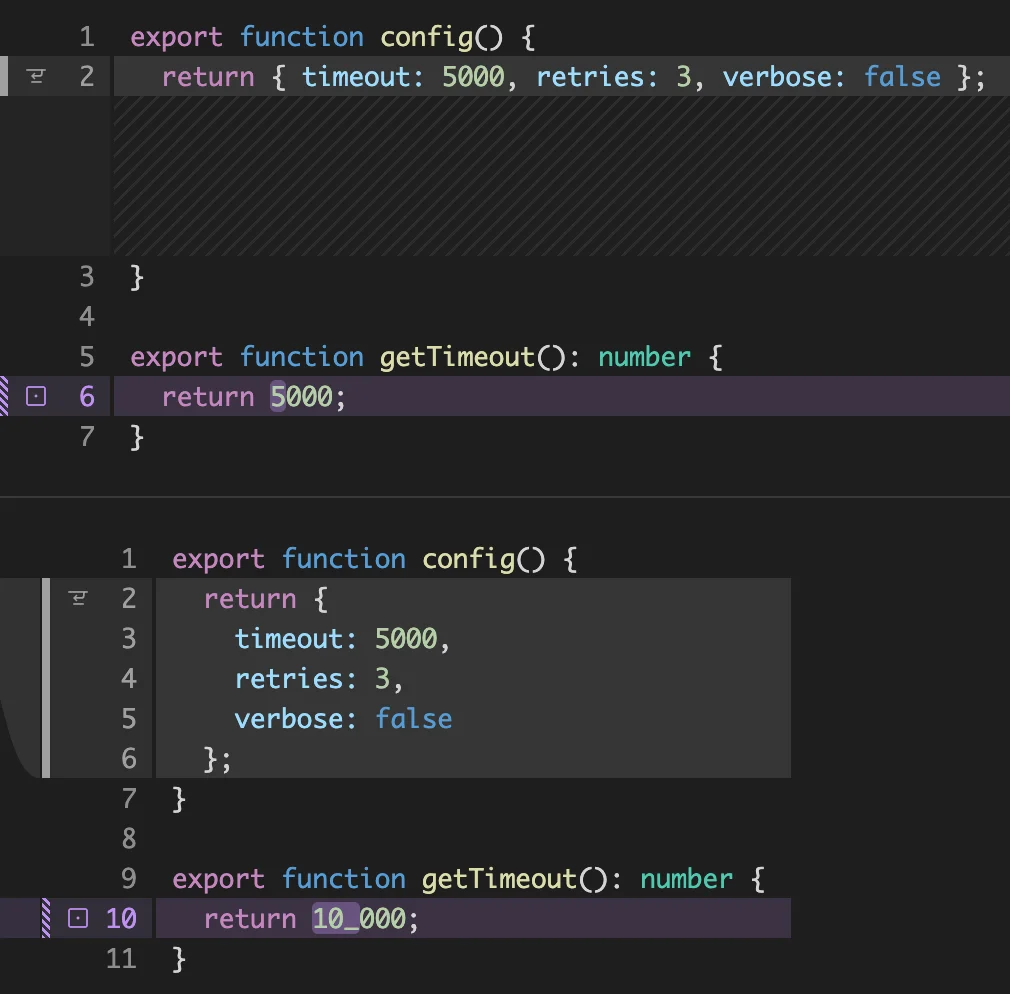 1 export function config() {
2   return { timeout: 5000, retries: 3, verbose: false };
3 }
4
5 export function getTimeout(): number {
6   return 5000;
7 }
1 export function config() {
2   return {
3     timeout: 5000,
4     retries: 3,
5     verbose: false
6   };
7 }
8
9 export function getTimeout(): number {
10   return 10_000;
11 }